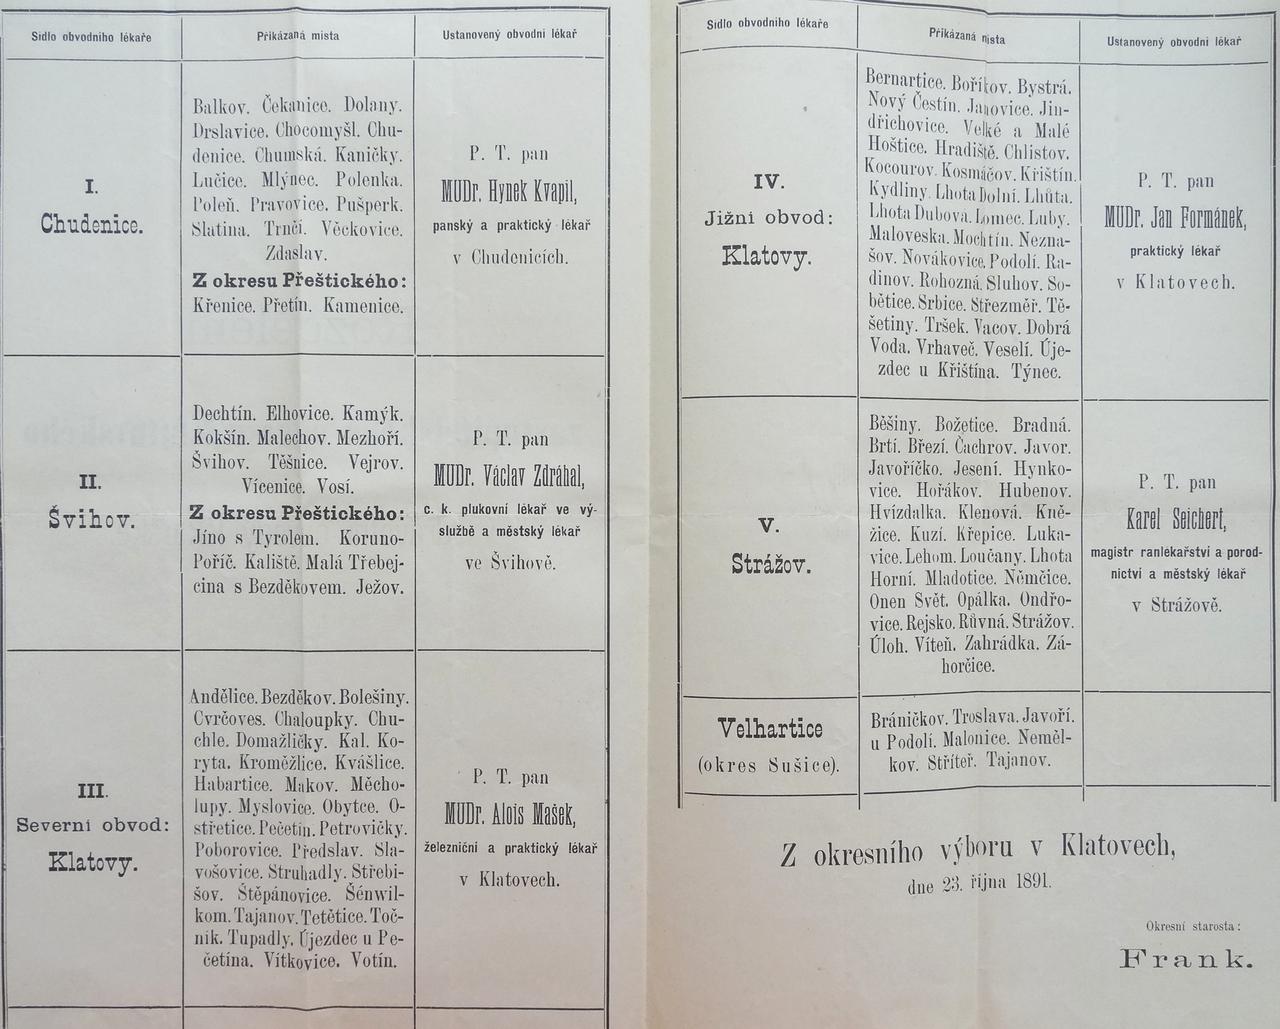 Sídlo obvodního lékaře
Přikázaná místa
Ustanovený obvodní lékař
I.
Chudenice.
Balkov. Čekanice. Dolany.
Drslavice. Chocomyšl. Chu-
denice. Chumská. Kaničky.
Lučice. Mlýnec. Polenka.
Poleň. Pravovice. Pušperk.
Slatina. Trnčí. Věckovice.
Zdaslav.
Z okresu Přeštického:
Křenice. Přetín. Kamenice.
P. T. pan
MUDr. Hynek Kvapil,
panský a praktický lékař
v Chudenicích.
II.
Švihov.
Dechtín. Elhovice. Kamýk.
Kokšín. Malechov. Mezhoří.
Švihov. Těšnice. Vejrov.
Vícenice. Vosí.
Z okresu Přeštického:
Jíno s Tyrolem. Koruno-
Poříč. Kaliště. Malá Třebej-
cina s Bezděkovem. Ježov.
P. T. pan
MUDr. Václav Zdráhal,
c. k. plukovní lékař ve vý-
službě a městský lékař
ve Švihově.
III.
Severní obvod:
Klatovy.
Andělice. Bezděkov. Bolešiny.
Cvrčoves. Chaloupky. Chu-
chle. Domažličky. Kal. Ko-
ryta. Kroměžlice. Kvášlice.
Habartice. Makov. Měcho-
lupy. Myslovice. Obytce. O-
střetice. Pečetín. Petrovičky.
Poborovice. Předslav. Sla-
vošovice. Struhadly. Střebi-
šov. Štěpánovice. Šénwil-
kom. Tajanov. Tetětice. Toč-
nik. Tupadly. Újezdec u Pe-
četína. Vítkovice. Votín.
P. T. pan
MUDr. Alois Mašek,
železniční a praktický lékař
v Klatovech.
Sídlo obvodního lékaře
Přikázaná místa
Ustanovený obvodní lékař
IV.
Jižní obvod:
Klatovy.
Bernartice. Boříkov. Bystrá.
Nový Čestín. Janovice. Jin-
dřichovice. Velké a Malé
Hoštice. Hradiště. Chlistov.
Kocourov. Kosmáčov. Křištín.
Kydliny. Lhota Dolní. Lhůta.
Lhota Dubova. Lomec. Luby.
Maloveska. Mochtín. Nezna-
šov. Novákovice. Podolí. Ra-
dinov. Rohozná. Sluhov. So-
bětice. Srbice. Střezměř. Tě-
šetiny. Tršek. Vacov. Dobrá
Voda. Vrhaveč. Veselí. Úje-
zdec u Křištína. Týnec.
P. T. pan
MUDr. Jan Formánek,
praktický lékař
v Klatovech.
V.
Strážov.
Běšiny. Božetice. Bradná.
Brtí. Březí. Čachrov. Javor.
Javoříčko. Jesení. Hynko-
vice. Hořákov. Hubenov.
Hvízdalka. Klenová. Kně-
žice. Kuzí. Křepice. Luka-
vice. Lehom. Loučany. Lhota
Horní. Mladotice. Němčice.
Onen Svět. Opálka. Ondřo-
vice. Rejsko. Růvná. Strážov.
Úloh. Víteň. Zahrádka. Zá-
horčice.
P. T. pan
Karel Seichert,
magistr ranlékařství a porod-
nictví a městský lékař
v Strážově.
Velhartice
(okres Sušice).
Bráničkov. Troslava. Javoří.
u Podolí. Malonice. Neměl-
kov. Stříteř. Tajanov.
Z okresního výboru v Klatovech,
dne 23. října 1891.
Okresní starosta:
Frank.